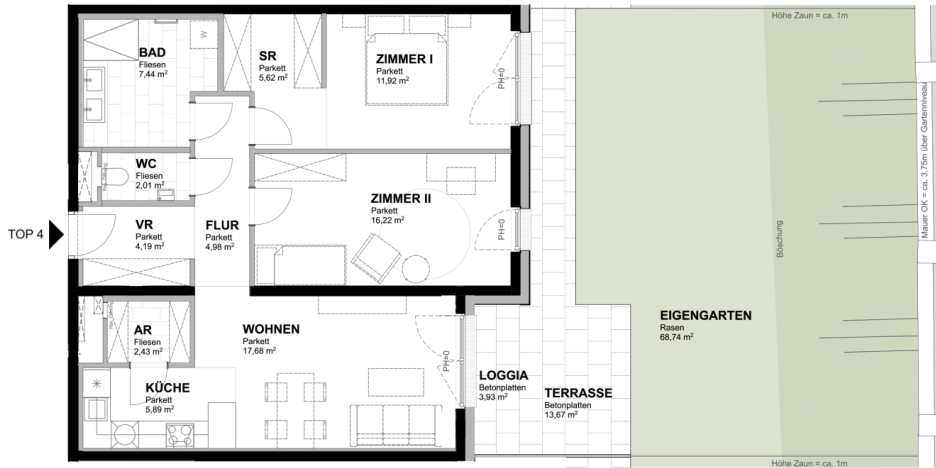 Höhe Zaun = ca. 1m
BAD
Fliesen
7,44 m²
W
SR
Parkett
5,62 m²
ZIMMER I
Parkett
11,92 m²
PH=0
WC
Fliesen
2,01 m²
ZIMMER II
Parkett
16,22 m²
PH=0
TOP 4
VR
Parkett
4,19 m²
FLUR
Parkett
4,98 m²
Böschung
Mauer OK = ca. 3,75m über Gartenniveau
EIGENGARTEN
Rasen
68,74 m²
AR
Fliesen
2,43 m²
WOHNEN
Parkett
17,68 m²
PH=0
KÜCHE
Parkett
5,89 m²
LOGGIA
Betonplatten
3,93 m²
TERRASSE
Betonplatten
13,67 m²
Höhe Zaun = ca. 1m